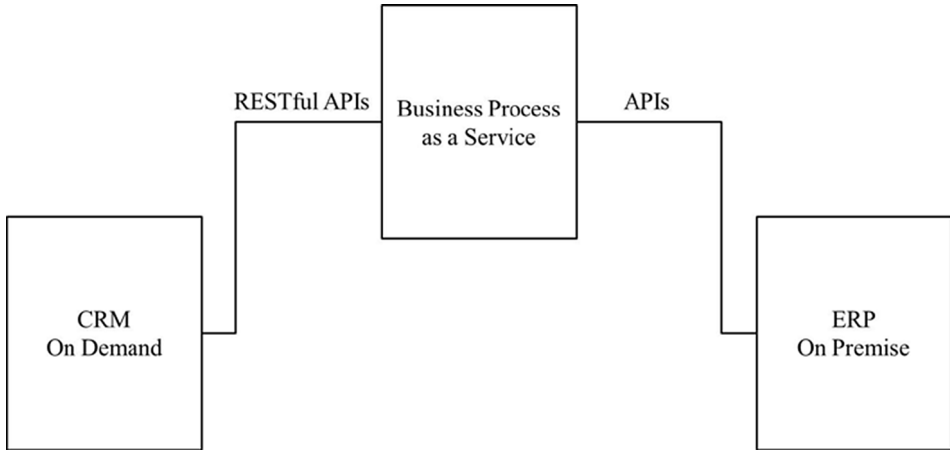 RESTful APIs
Business Process
as a Service
APIs
CRM
On Demand
ERP
On Premise